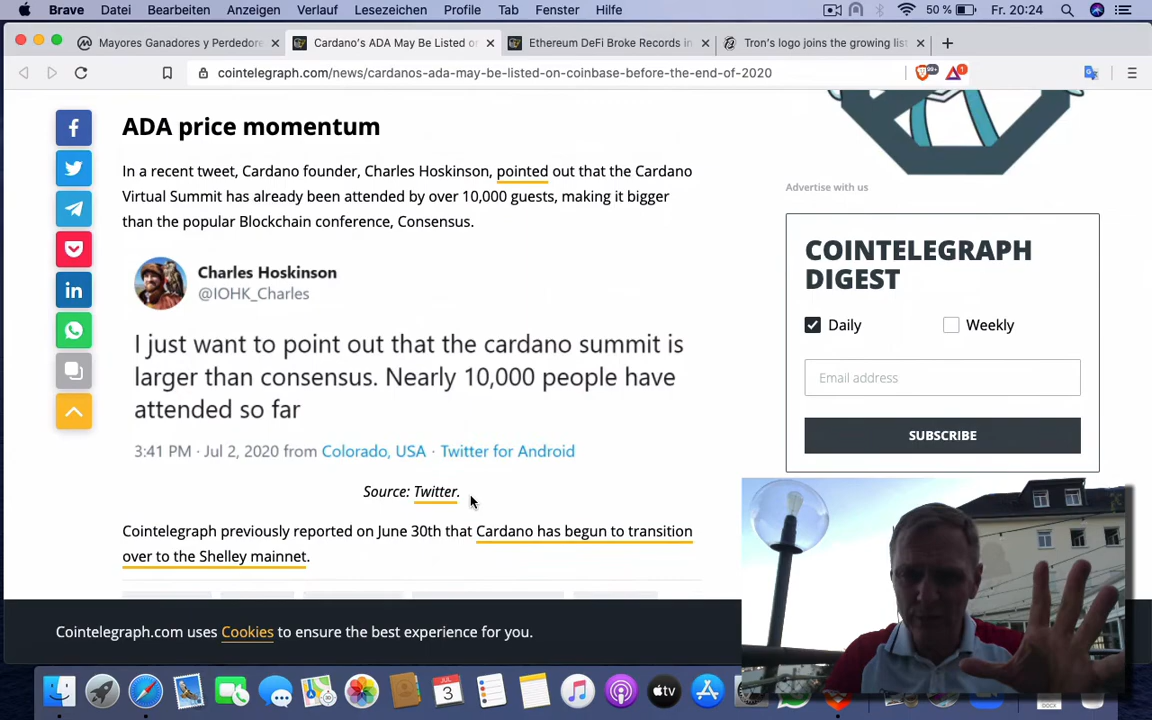 Brave Datei Bearbeiten Anzeigen Verlauf Lesezeichen Profile Tab Fenster Hilfe 50 % Fr. 20:24
Mayores Ganadores y Perdedore × Cardano's ADA May Be Listed or × Ethereum DeFi Broke Records in × Tron's logo joins the growing list × +
cointelegraph.com/news/cardanos-ada-may-be-listed-on-coinbase-before-the-end-of-2020 99+ 1
ADA price momentum
In a recent tweet, Cardano founder, Charles Hoskinson, pointed out that the Cardano
Virtual Summit has already been attended by over 10,000 guests, making it bigger
than the popular Blockchain conference, Consensus.
Charles Hoskinson
@IOHK_Charles
I just want to point out that the cardano summit is
larger than consensus. Nearly 10,000 people have
attended so far
3:41 PM · Jul 2, 2020 from Colorado, USA · Twitter for Android
Source: Twitter.
Cointelegraph previously reported on June 30th that Cardano has begun to transition
over to the Shelley mainnet.
Advertise with us
COINTELEGRAPH
DIGEST
Daily Weekly
Email address
SUBSCRIBE
Cointelegraph.com uses Cookies to ensure the best experience for you.
3
tv
DOCX